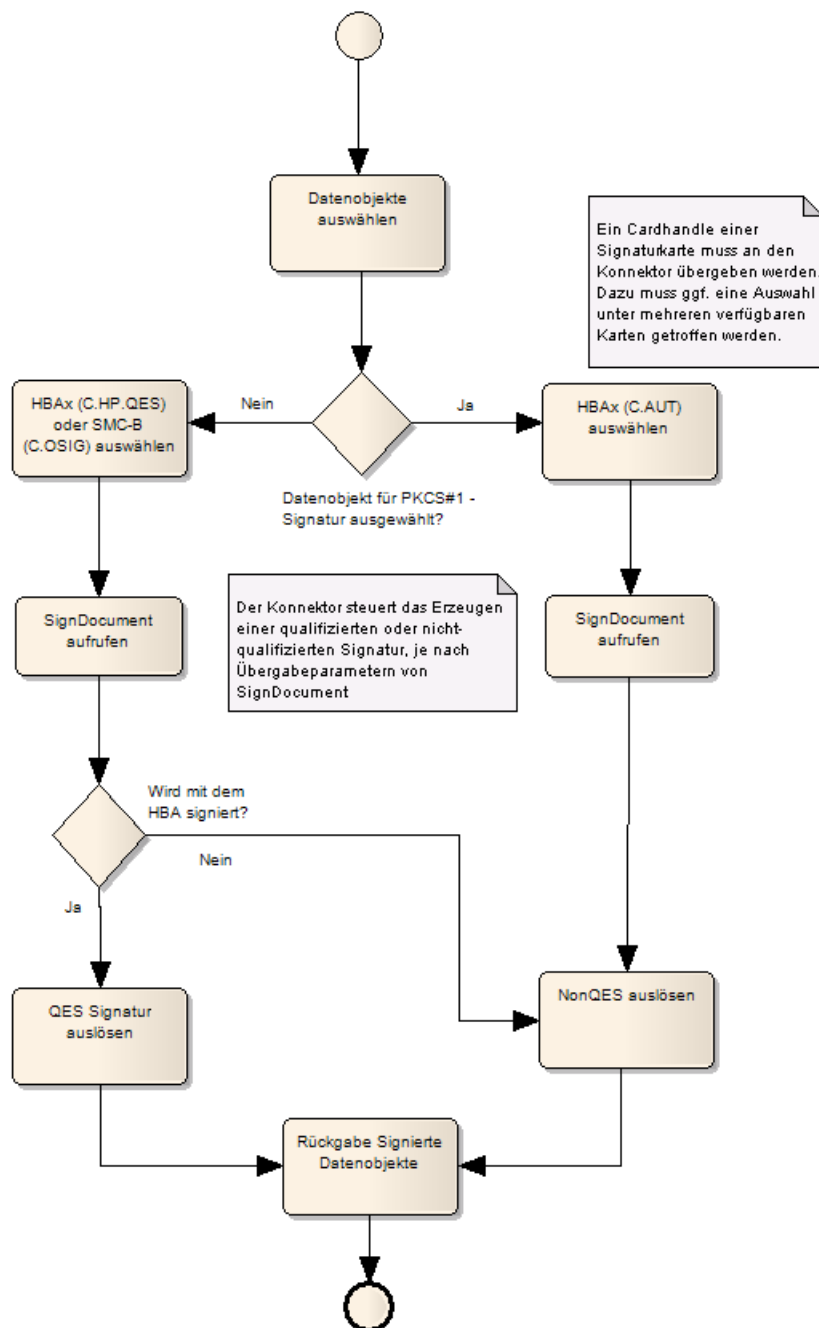 Datenobjekte
auswählen
Ein Cardhandle einer
Signaturkarte muss an den
Konnektor übergeben werden.
Dazu muss ggf. eine Auswahl
unter mehreren verfügbaren
Karten getroffen werden.
HBAx (C.HP.QES)
oder SMC-B
(C.OSIG) auswählen
Nein
Ja
HBAx (C.AUT)
auswählen
Datenobjekt für PKCS#1 -
Signatur ausgewählt?
SignDocument
aufrufen
Der Konnektor steuert das Erzeugen
einer qualifizierten oder nicht-
qualifizierten Signatur, je nach
Übergabeparametern von
SignDocument
SignDocument
aufrufen
Wird mit dem
HBA signiert?
Nein
Ja
QES Signatur
auslösen
NonQES auslösen
Rückgabe Signierte
Datenobjekte